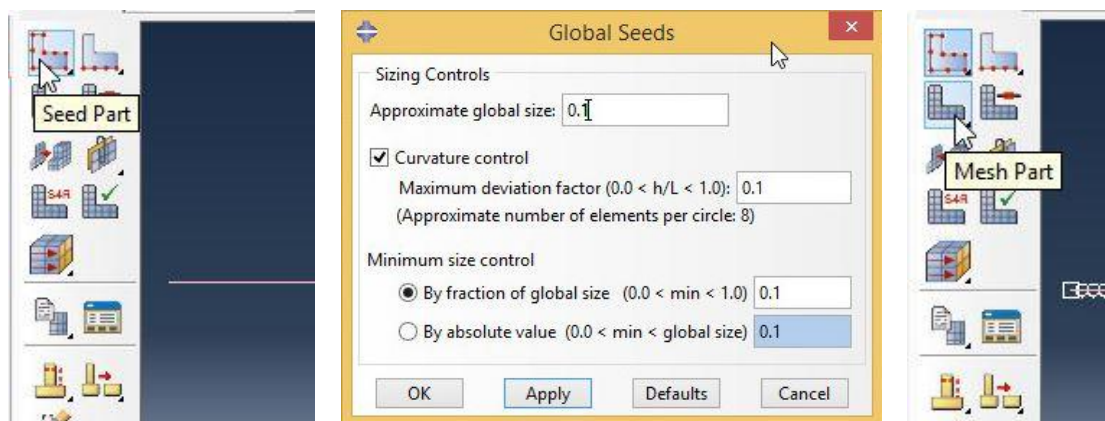 Seed Part
S4R
Global Seeds
Sizing Controls
Approximate global size: 0.1
Curvature control
Maximum deviation factor (0.0 < h/L < 1.0): 0.1
(Approximate number of elements per circle: 8)
Minimum size control
By fraction of global size (0.0 < min < 1.0) 0.1
By absolute value (0.0 < min < global size) 0.1
OK Apply Defaults Cancel
Mesh Part
S4R